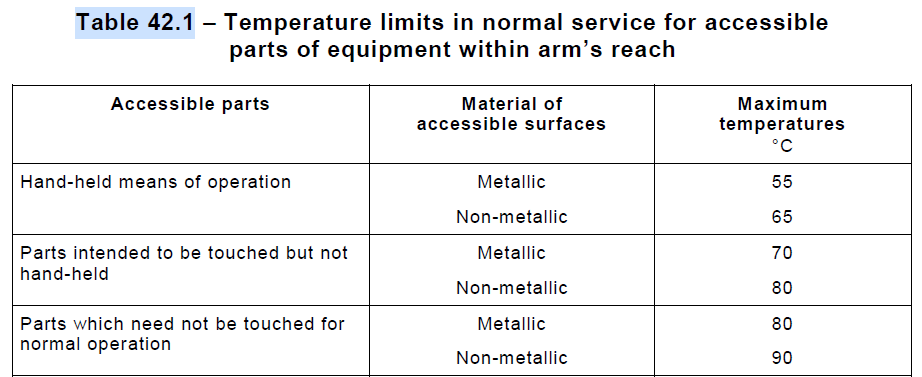 Table 42.1 – Temperature limits in normal service for accessible
parts of equipment within arm's reach
Accessible parts
Material of
accessible surfaces
Maximum
temperatures
°C
Hand-held means of operation
Metallic
55
Non-metallic
65
Parts intended to be touched but not
hand-held
Metallic
70
Non-metallic
80
Parts which need not be touched for
normal operation
Metallic
80
Non-metallic
90